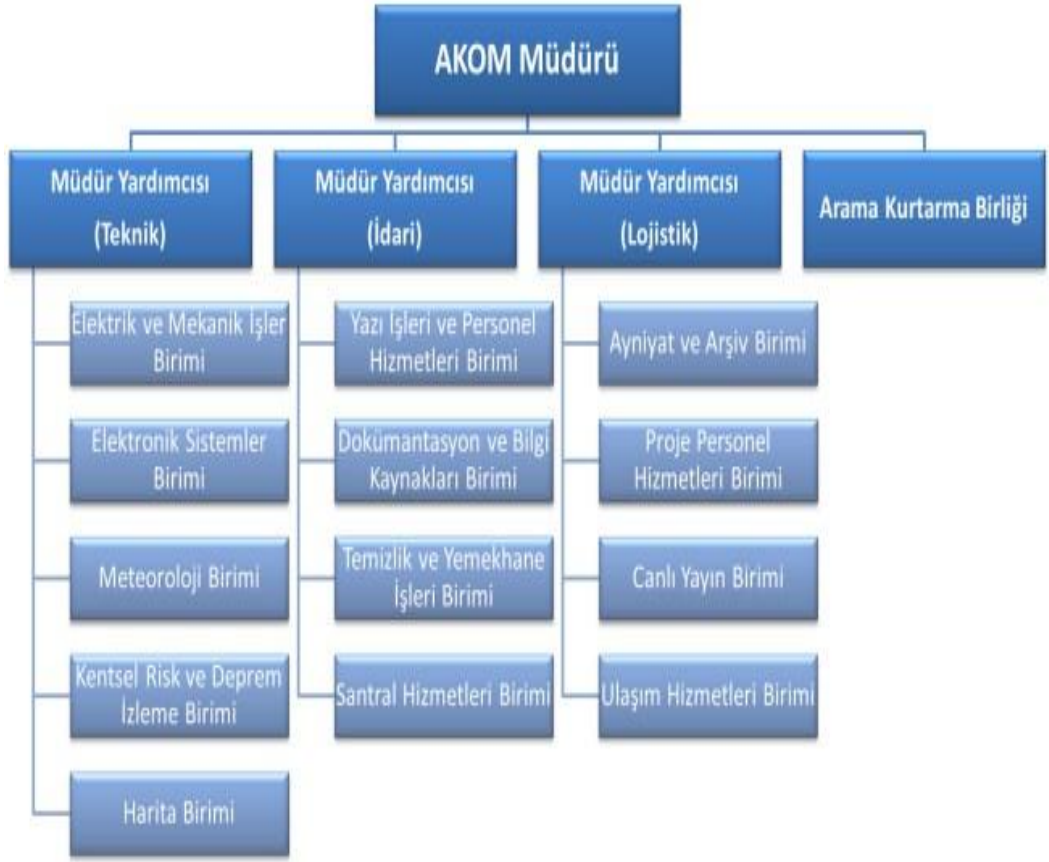 AKOM Müdürü
Müdür Yardımcısı
(Teknik)
Elektrik ve Mekanik İşler
Birimi
Elektronik Sistemler
Birimi
Meteoroloji Birimi
Kentsel Risk ve Deprem
İzleme Birimi
Harita Birimi
Müdür Yardımcısı
(İdari)
Yazı İşleri ve Personel
Hizmetleri Birimi
Dokümantasyon ve Bilgi
Kaynakları Birimi
Temizlik ve Yemekhane
İşleri Birimi
Santral Hizmetleri Birimi
Müdür Yardımcısı
(Lojistik)
Ayniyat ve Arşiv Birimi
Proje Personel
Hizmetleri Birimi
Canlı Yayın Birimi
Ulaşım Hizmetleri Birimi
Arama Kurtarma Birliği